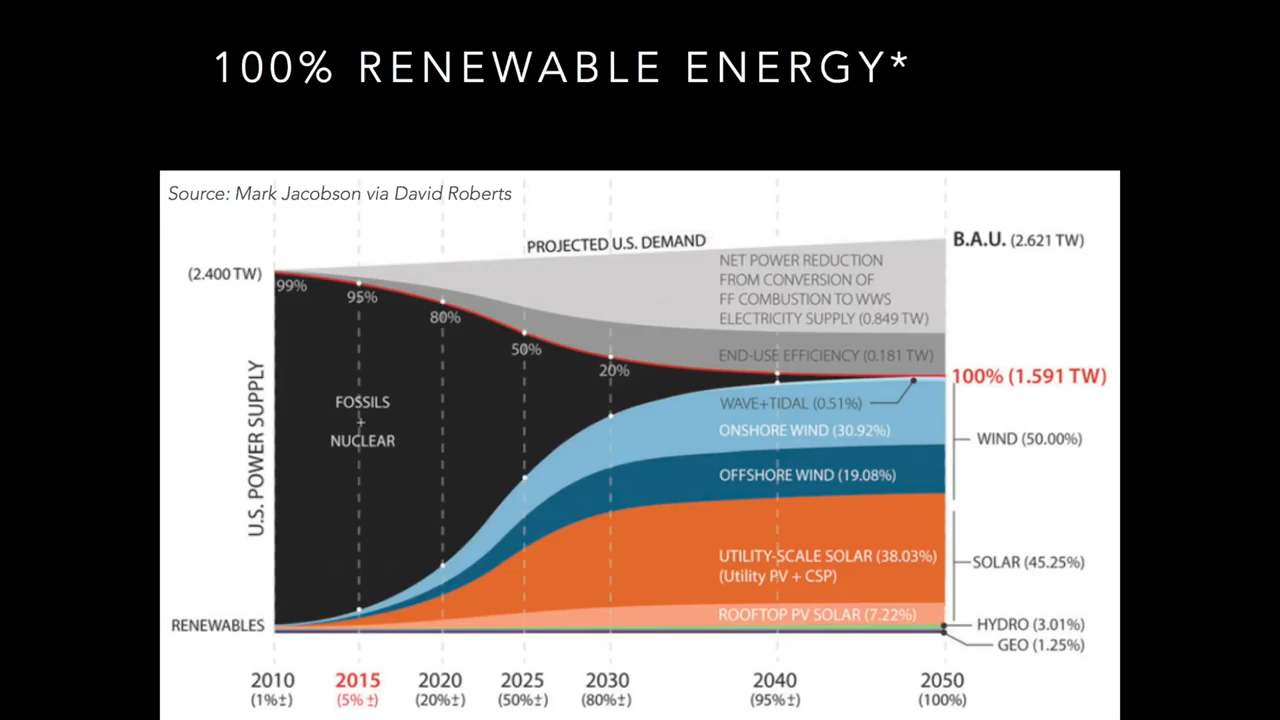 100% RENEWABLE ENERGY*
Source: Mark Jacobson via David Roberts
PROJECTED U.S. DEMAND
B.A.U. (2.621 TW)
(2.400 TW)
NET POWER REDUCTION
FROM CONVERSION OF
FF COMBUSTION TO WWS
ELECTRICITY SUPPLY (0.849 TW)
99%
95%
80%
50%
20%
END-USE EFFICIENCY (0.181 TW)
100% (1.591 TW)
U.S. POWER SUPPLY
FOSSILS
+
NUCLEAR
WAVE+TIDAL (0.51%)
ONSHORE WIND (30.92%)
WIND (50.00%)
OFFSHORE WIND (19.08%)
UTILITY-SCALE SOLAR (38.03%)
(Utility PV + CSP)
SOLAR (45.25%)
ROOFTOP PV SOLAR (7.22%)
RENEWABLES
HYDRO (3.01%)
GEO (1.25%)
2010
(1%±)
2015
(5% ±)
2020
(20%±)
2025
(50%±)
2030
(80%±)
2040
(95%±)
2050
(100%)